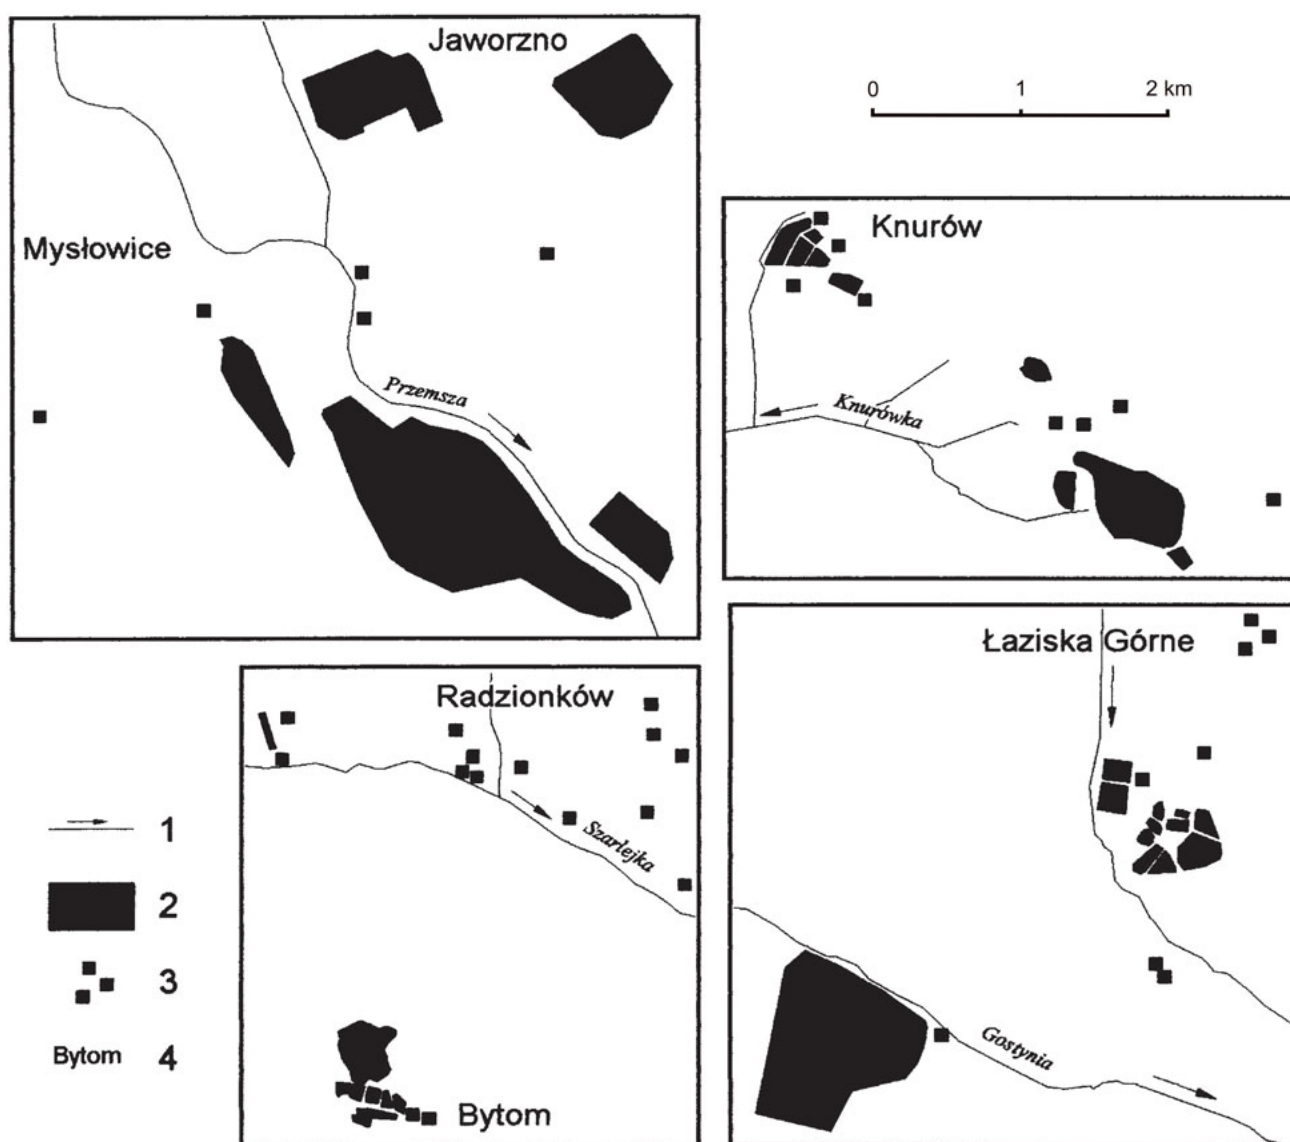 Jaworzno
0 1 2 km
Mysłowice
Przemsza
Knurów
Knurówka
Radzionków
Szarlejka
Bytom
Łaziska Górne
Gostynia
1
2
3
Bytom 4